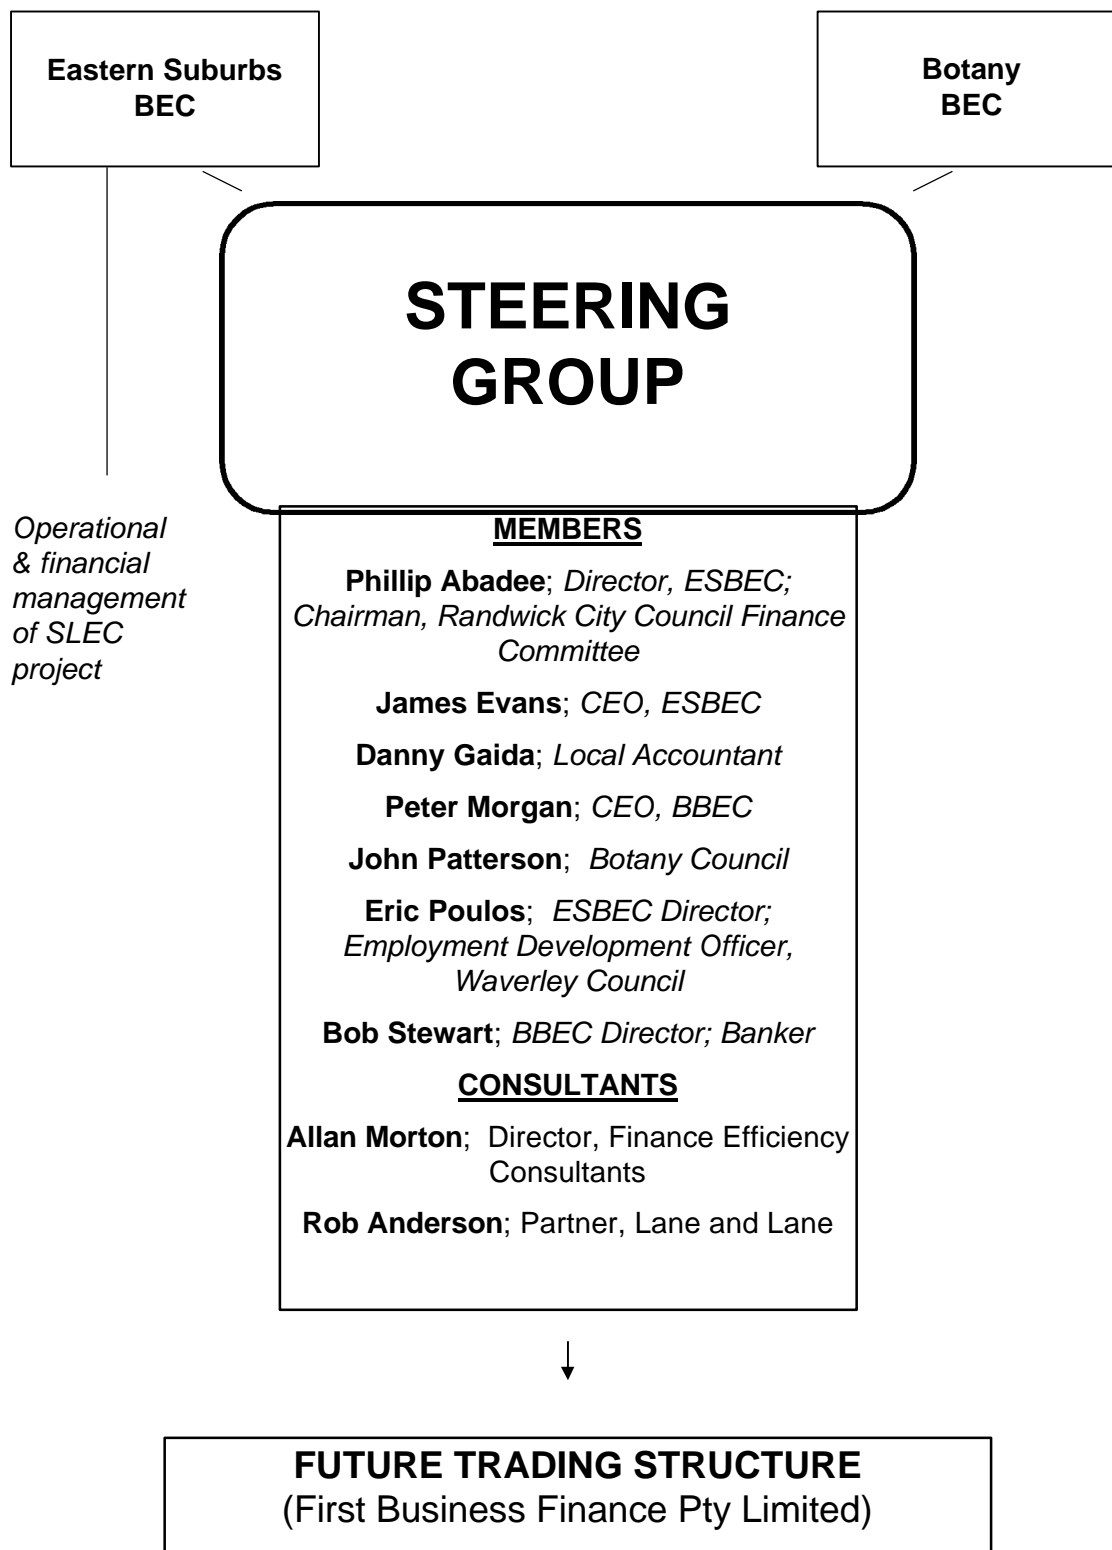 Eastern Suburbs
BEC
Botany
BEC
STEERING
GROUP
Operational
& financial
management
of SLEC
project
MEMBERS
Phillip Abadee; Director, ESBEC;
Chairman, Randwick City Council Finance
Committee
James Evans; CEO, ESBEC
Danny Gaida; Local Accountant
Peter Morgan; CEO, BBEC
John Patterson; Botany Council
Eric Poulos; ESBEC Director;
Employment Development Officer,
Waverley Council
Bob Stewart; BBEC Director; Banker
CONSULTANTS
Allan Morton; Director, Finance Efficiency
Consultants
Rob Anderson; Partner, Lane and Lane
FUTURE TRADING STRUCTURE
(First Business Finance Pty Limited)